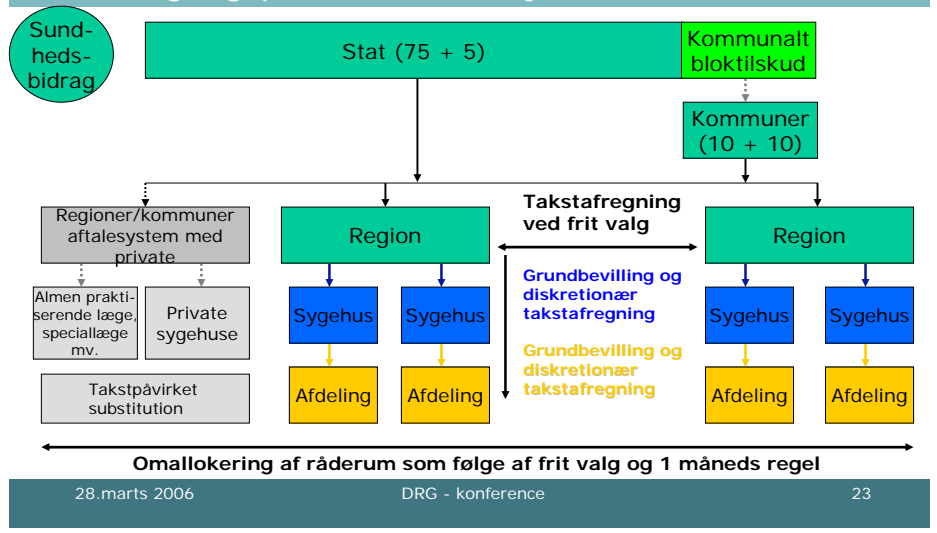 Sund-
heds-
bidrag
Stat (75 + 5)
Kommunalt
bloktilskud
Kommuner
(10 + 10)
Regioner/kommuner
aftalesystem med
private
Region
Takstafregning
ved frit valg
Region
Almen prakti-
serende læge,
speciallæge
mv.
Private
sygehuse
Sygehus
Sygehus
Grundbevilling og
diskretionær
takstafregning
Sygehus
Sygehus
Takstpåvirket
substitution
Afdeling
Afdeling
Grundbevilling og
diskretionær
takstafregning
Afdeling
Afdeling
Omallokering af råderum som følge af frit valg og 1 måneds regel
28.marts 2006
DRG - konference
23